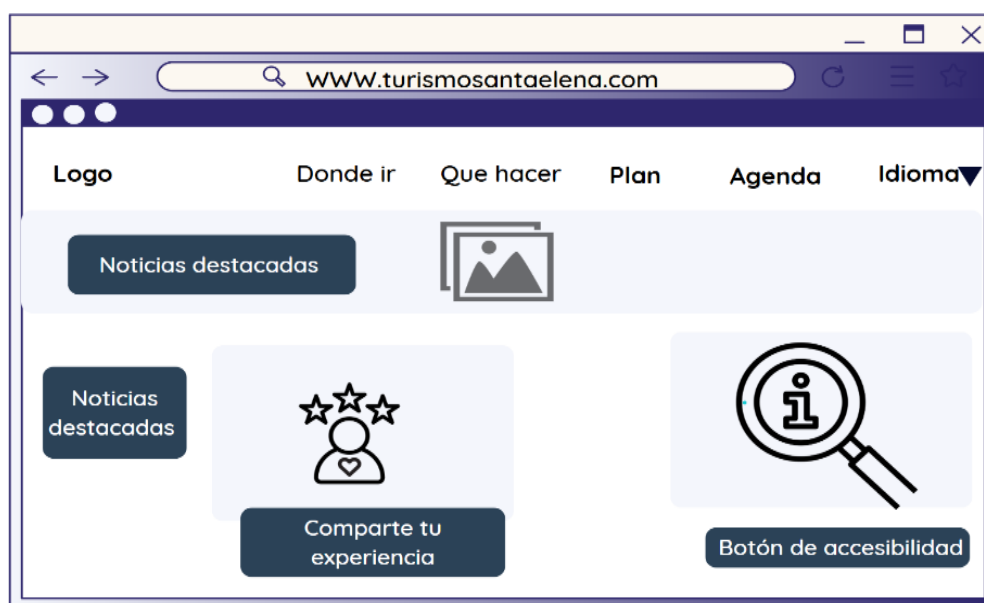 WWW.turismosantaelena.com
Logo Donde ir Que hacer Plan Agenda Idioma
Noticias destacadas
Noticias
destacadas
Comparte tu
experiencia
Botón de accesibilidad